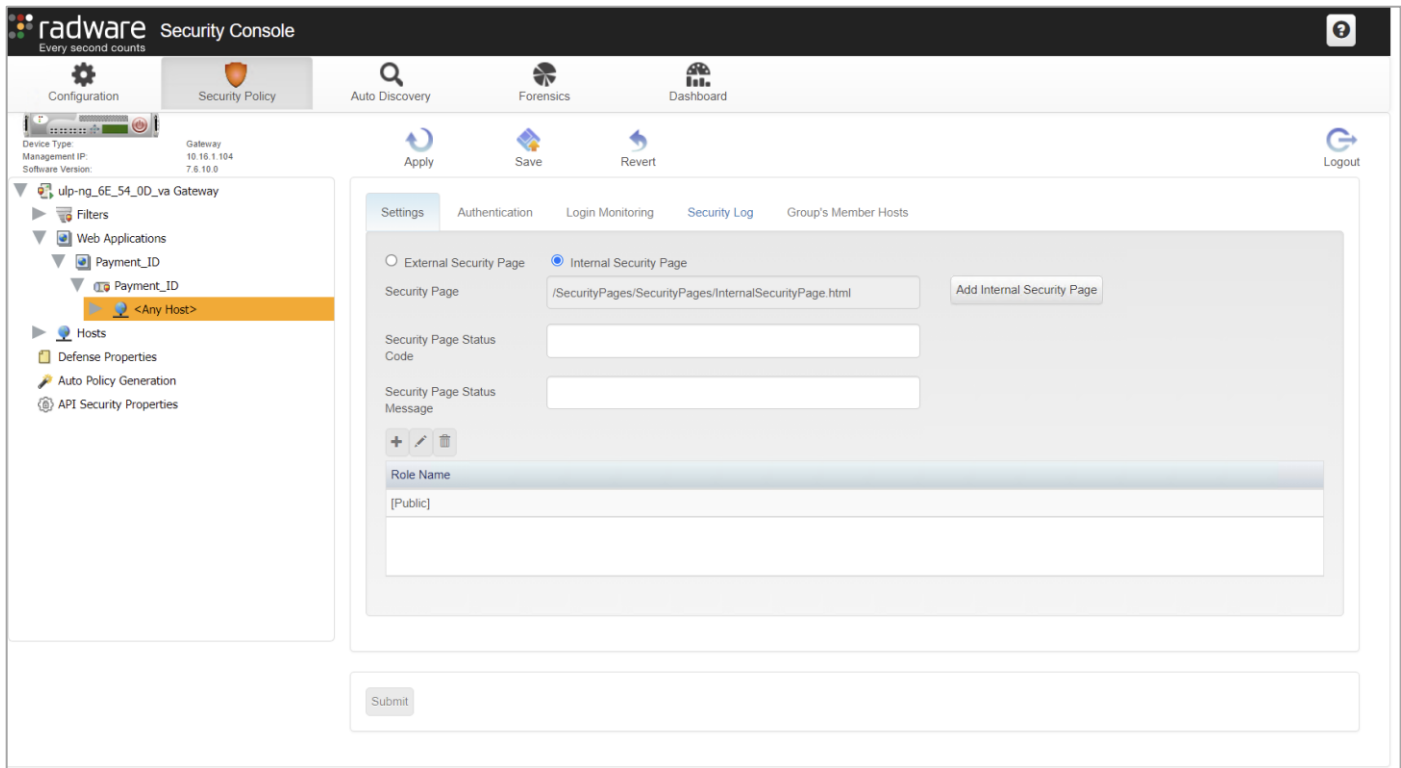 radware Security Console
Every second counts
Configuration Security Policy Auto Discovery Forensics Dashboard
Device Type: Gateway
Management IP: 10.16.1.104
Software Version: 7.6.10.0
Apply Save Revert Logout
ulp-ng_6E_54_0D_va Gateway
Filters
Web Applications
Payment_ID
Payment_ID
<Any Host>
Hosts
Defense Properties
Auto Policy Generation
API Security Properties
Settings Authentication Login Monitoring Security Log Group's Member Hosts
External Security Page Internal Security Page
Security Page /SecurityPages/SecurityPages/InternalSecurityPage.html Add Internal Security Page
Security Page Status
Code
Security Page Status
Message
Role Name
[Public]
Submit